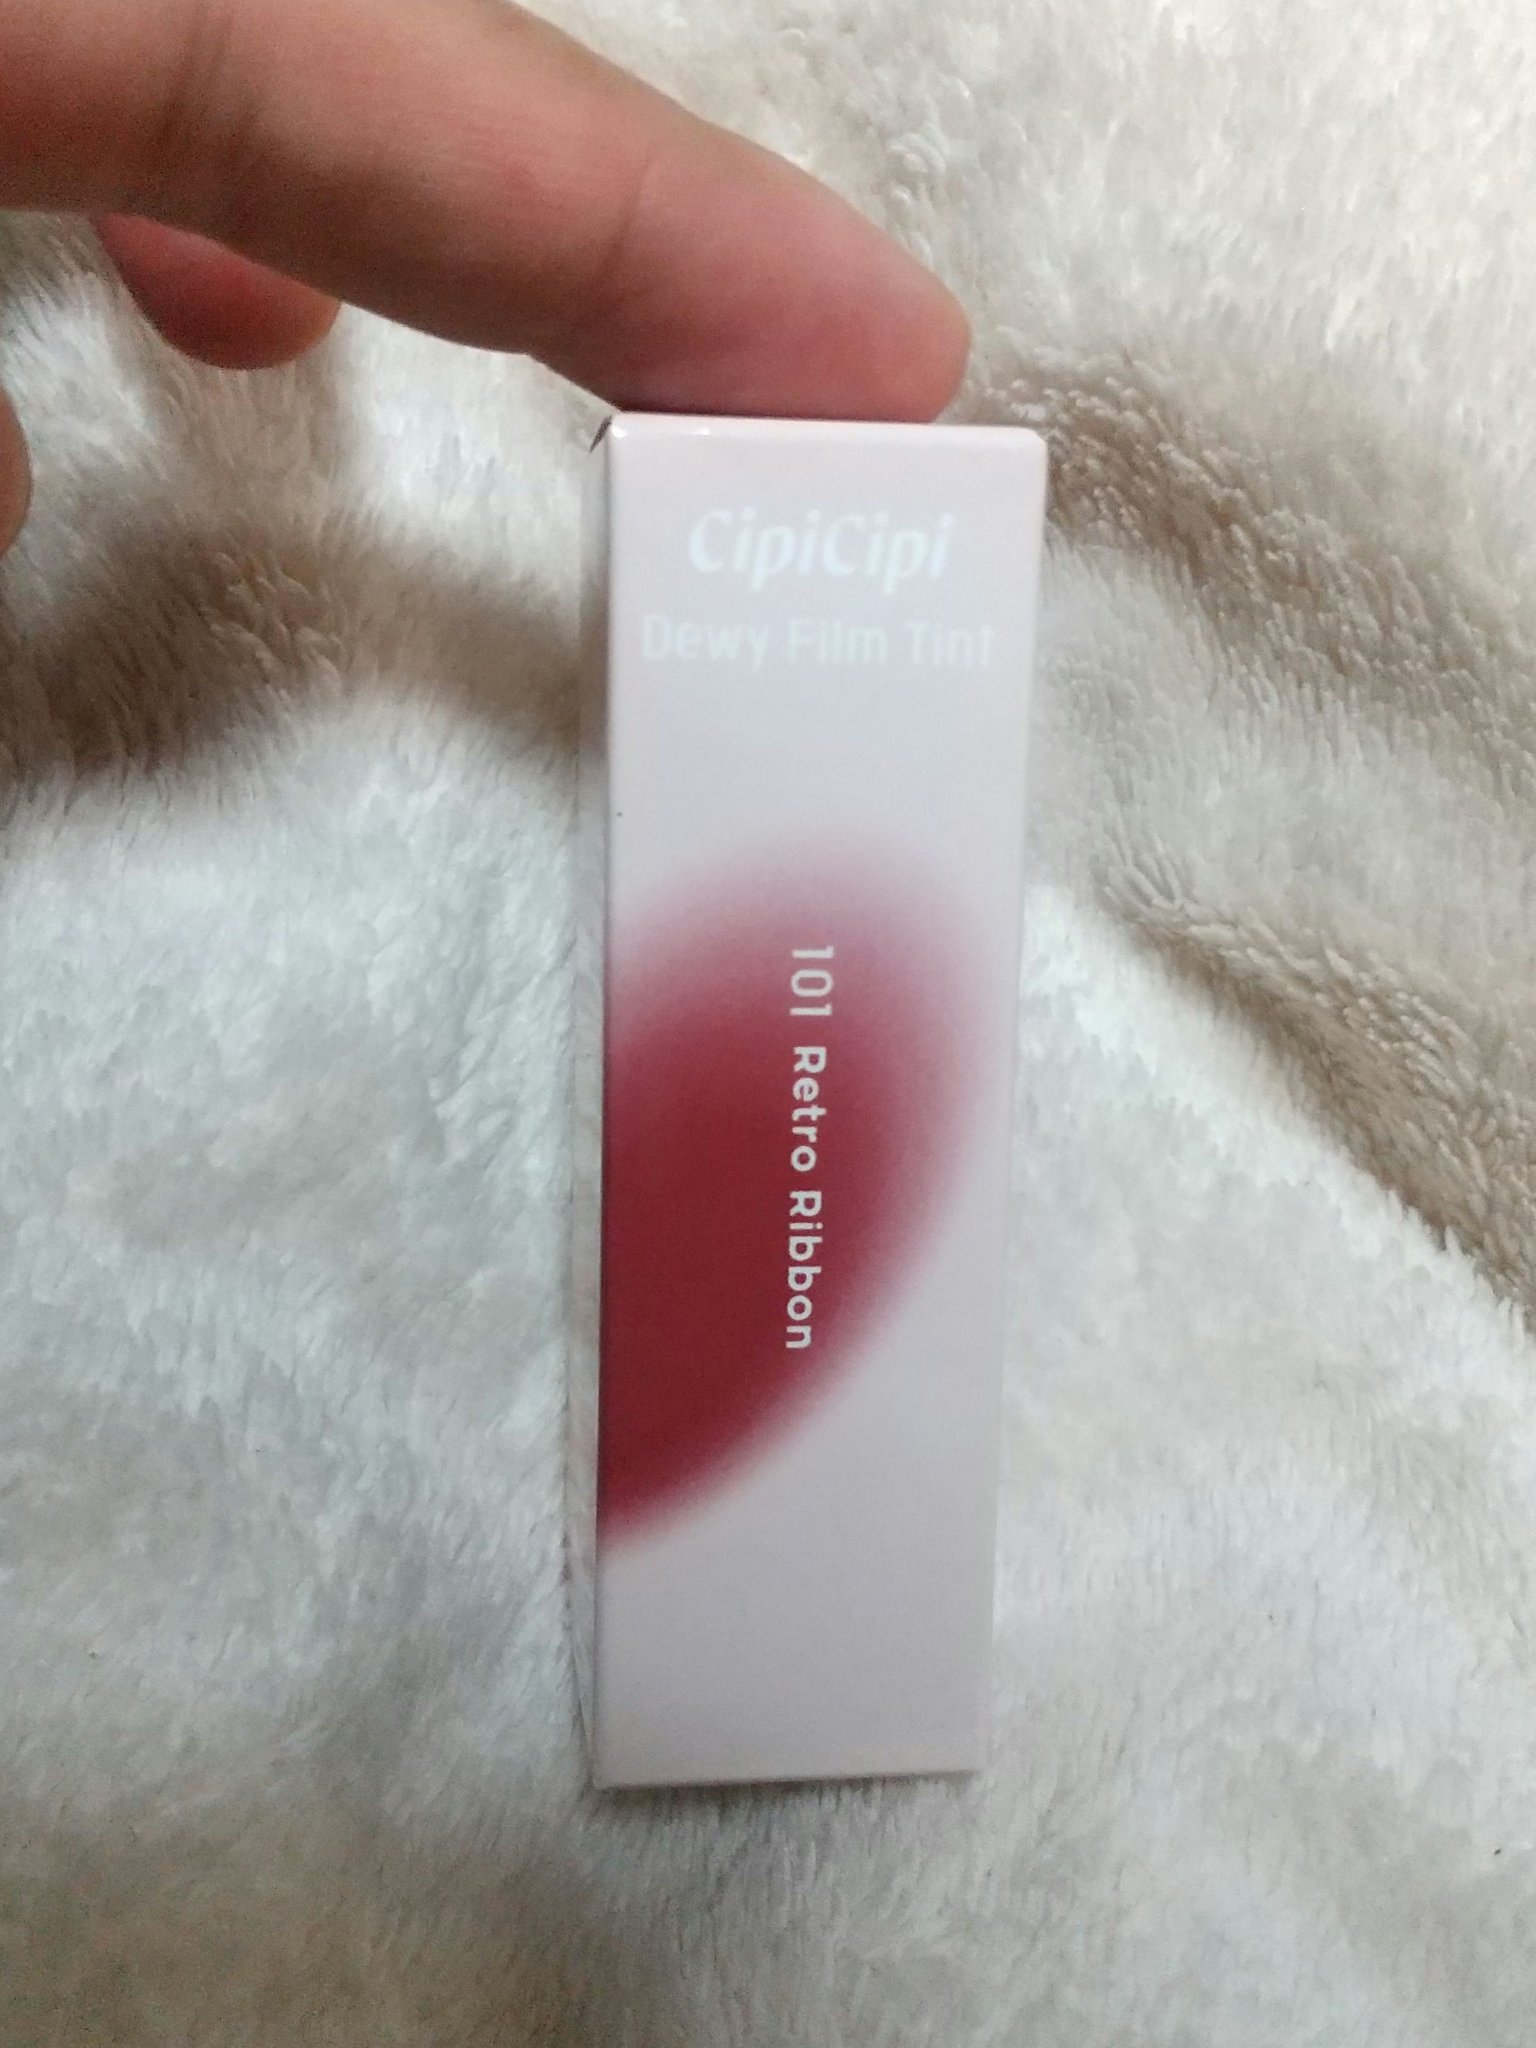 CipiCipi
Dewy Film Tint
101 Retro Ribbon